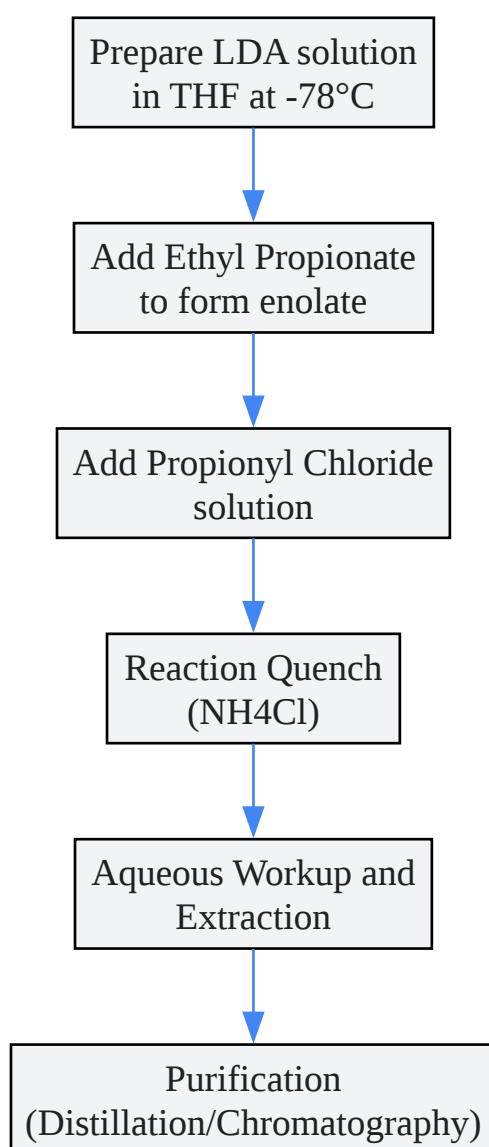 Prepare LDA solution
in THF at -78°C
Add Ethyl Propionate
to form enolate
Add Propionyl Chloride
solution
Reaction Quench
(NH4Cl)
Aqueous Workup and
Extraction
Purification
(Distillation/Chromatography)